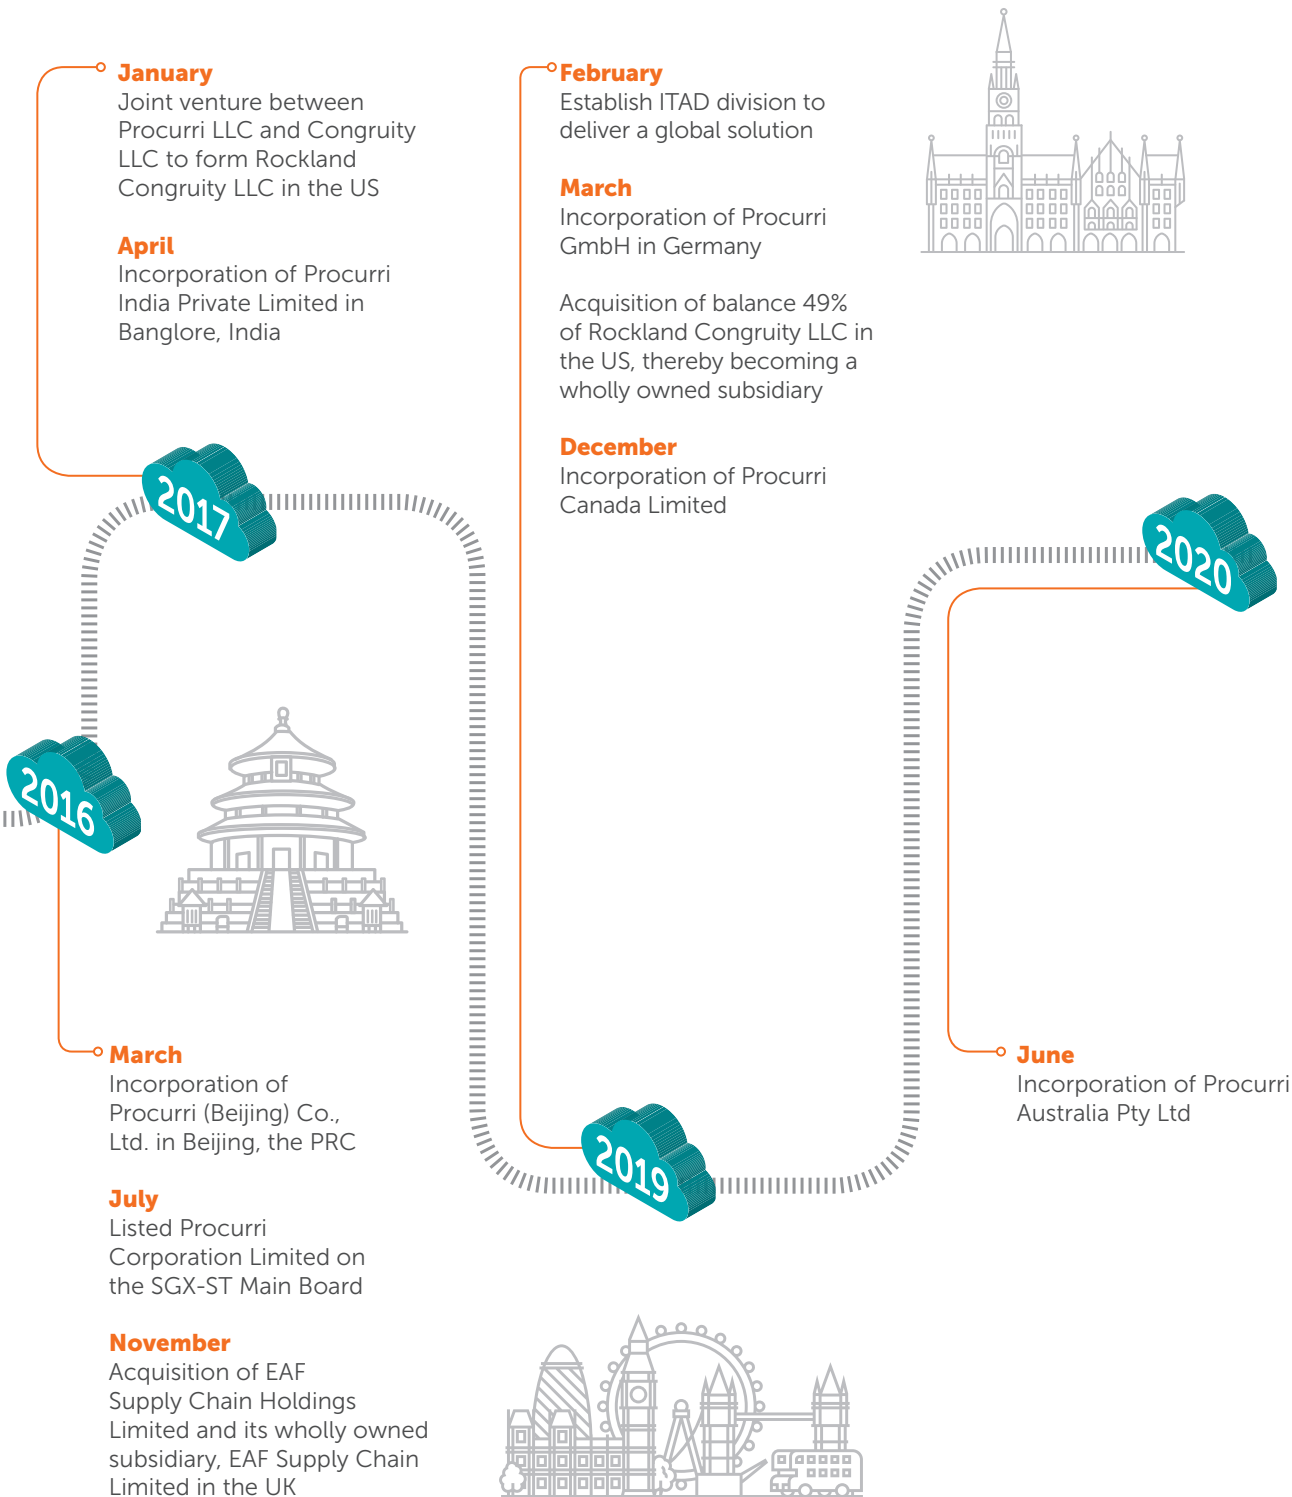 January
Joint venture between
Procurri LLC and Congruity
LLC to form Rockland
Congruity LLC in the US
April
Incorporation of Procurri
India Private Limited in
Banglore, India
2017
2016
March
Incorporation of
Procurri (Beijing) Co.,
Ltd. in Beijing, the PRC
July
Listed Procurri
Corporation Limited on
the SGX-ST Main Board
November
Acquisition of EAF
Supply Chain Holdings
Limited and its wholly owned
subsidiary, EAF Supply Chain
Limited in the UK
February
Establish ITAD division to
deliver a global solution
March
Incorporation of Procurri
GmbH in Germany
Acquisition of balance 49%
of Rockland Congruity LLC in
the US, thereby becoming a
wholly owned subsidiary
December
Incorporation of Procurri
Canada Limited
2019
2020
June
Incorporation of Procurri
Australia Pty Ltd